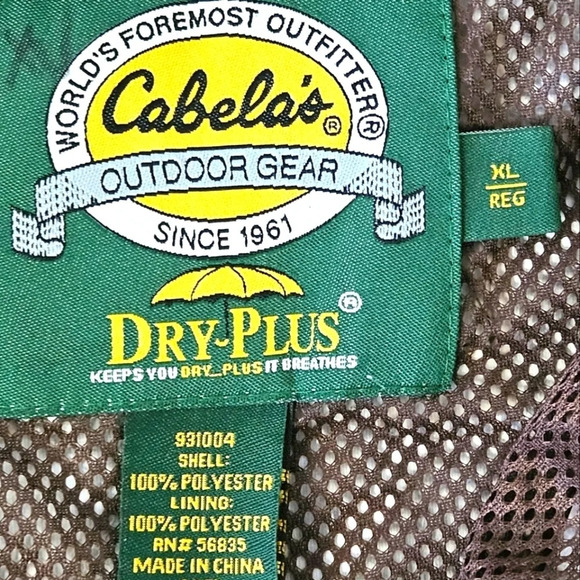 WORLD'S FOREMOST OUTFITTER®
Cabela's®
OUTDOOR GEAR
SINCE 1961
DRY-PLUS®
KEEPS YOU DRY...PLUS IT BREATHES
XL
REG
931004
SHELL:
100% POLYESTER
LINING:
100% POLYESTER
RN# 56835
MADE IN CHINA